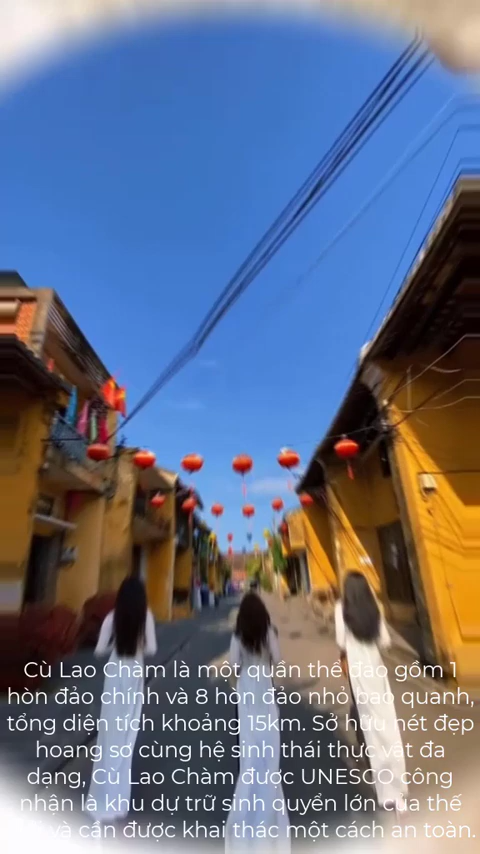 Cù Lao Chàm là một quần thể đảo gồm 1
hòn đảo chính và 8 hòn đảo nhỏ bao quanh,
tổng diện tích khoảng 15km. Sở hữu nét đẹp
hoang sơ cùng hệ sinh thái thực vật đa
dạng, Cù Lao Chàm được UNESCO công
nhận là khu dự trữ sinh quyển lớn của thế
và cần được khai thác một cách an toàn.